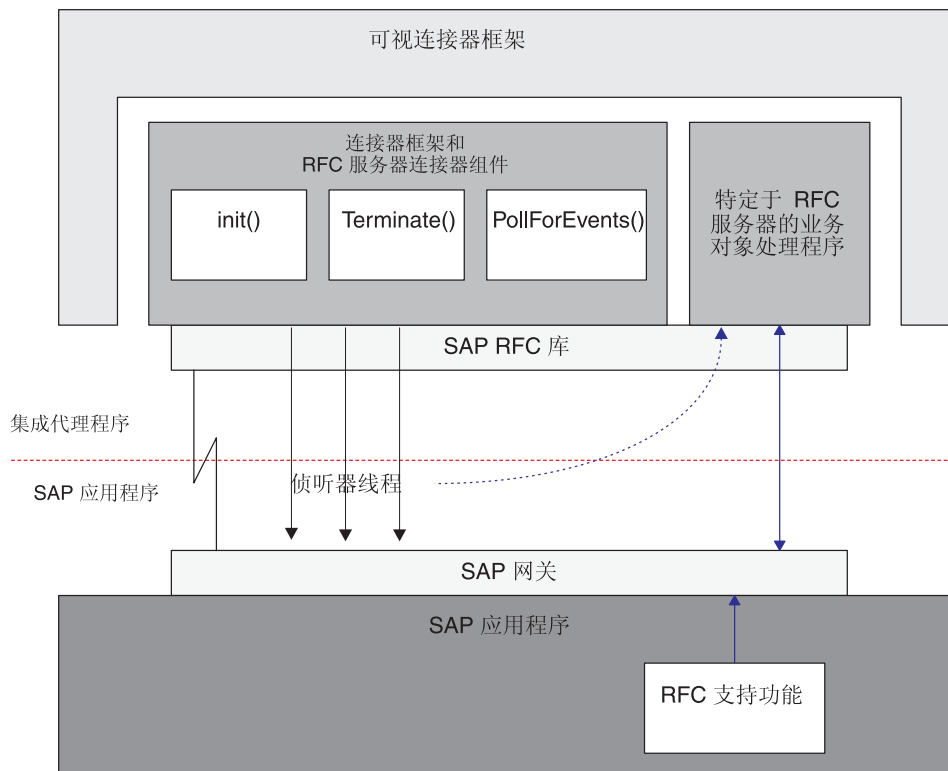 可视连接器框架
连接器框架和
RFC 服务器连接器组件
init()
Terminate()
PollForEvents()
特定于 RFC
服务器的业务
对象处理程序
SAP RFC 库
集成代理程序
SAP 应用程序
侦听器线程
SAP 网关
SAP 应用程序
RFC 支持功能